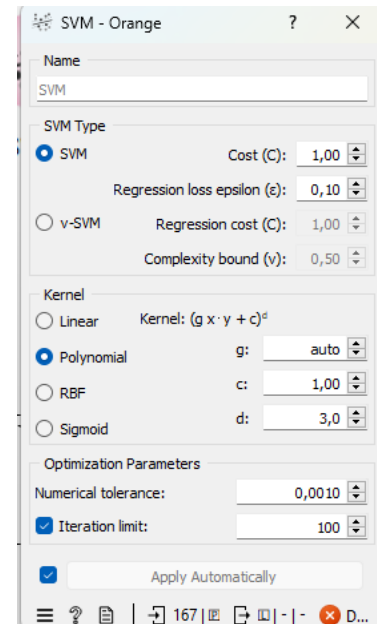 SVM - Orange ? ×
Name
SVM
SVM Type
SVM Cost (C): 1,00
Regression loss epsilon (ε): 0,10
ν-SVM Regression cost (C): 1,00
Complexity bound (ν): 0,50
Kernel
Linear Kernel: (g x·y + c)ᵈ
Polynomial g: auto
RBF c: 1,00
Sigmoid d: 3,0
Optimization Parameters
Numerical tolerance: 0,0010
Iteration limit: 100
Apply Automatically
? 167 | P L | - | - D...